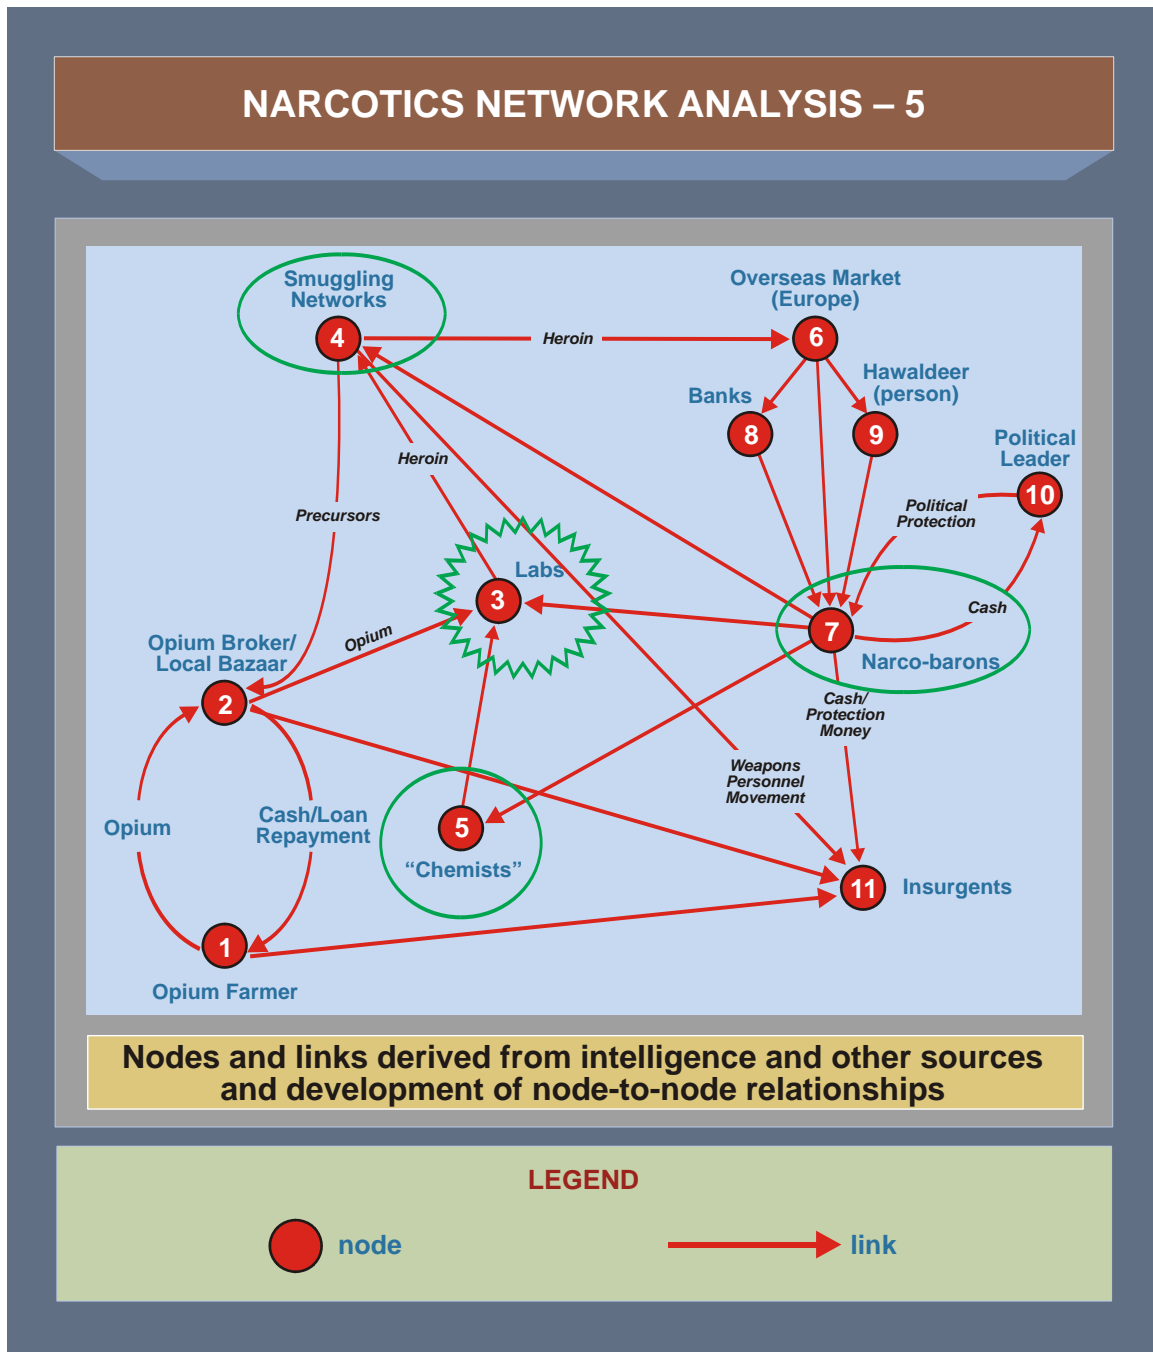 NARCOTICS NETWORK ANALYSIS – 5
Smuggling
Networks
4
Heroin
Overseas Market
(Europe)
6
Banks
8
Hawaldeer
(person)
9
Political
Leader
10
Heroin
Precursors
Political
Protection
Labs
3
Cash
7
Narco-barons
Opium
Opium Broker/
Local Bazaar
2
Cash/
Protection
Money
Weapons
Personnel
Movement
Opium
Cash/Loan
Repayment
5
“Chemists”
11
Insurgents
1
Opium Farmer
Nodes and links derived from intelligence and other sources
and development of node-to-node relationships
LEGEND
node
link